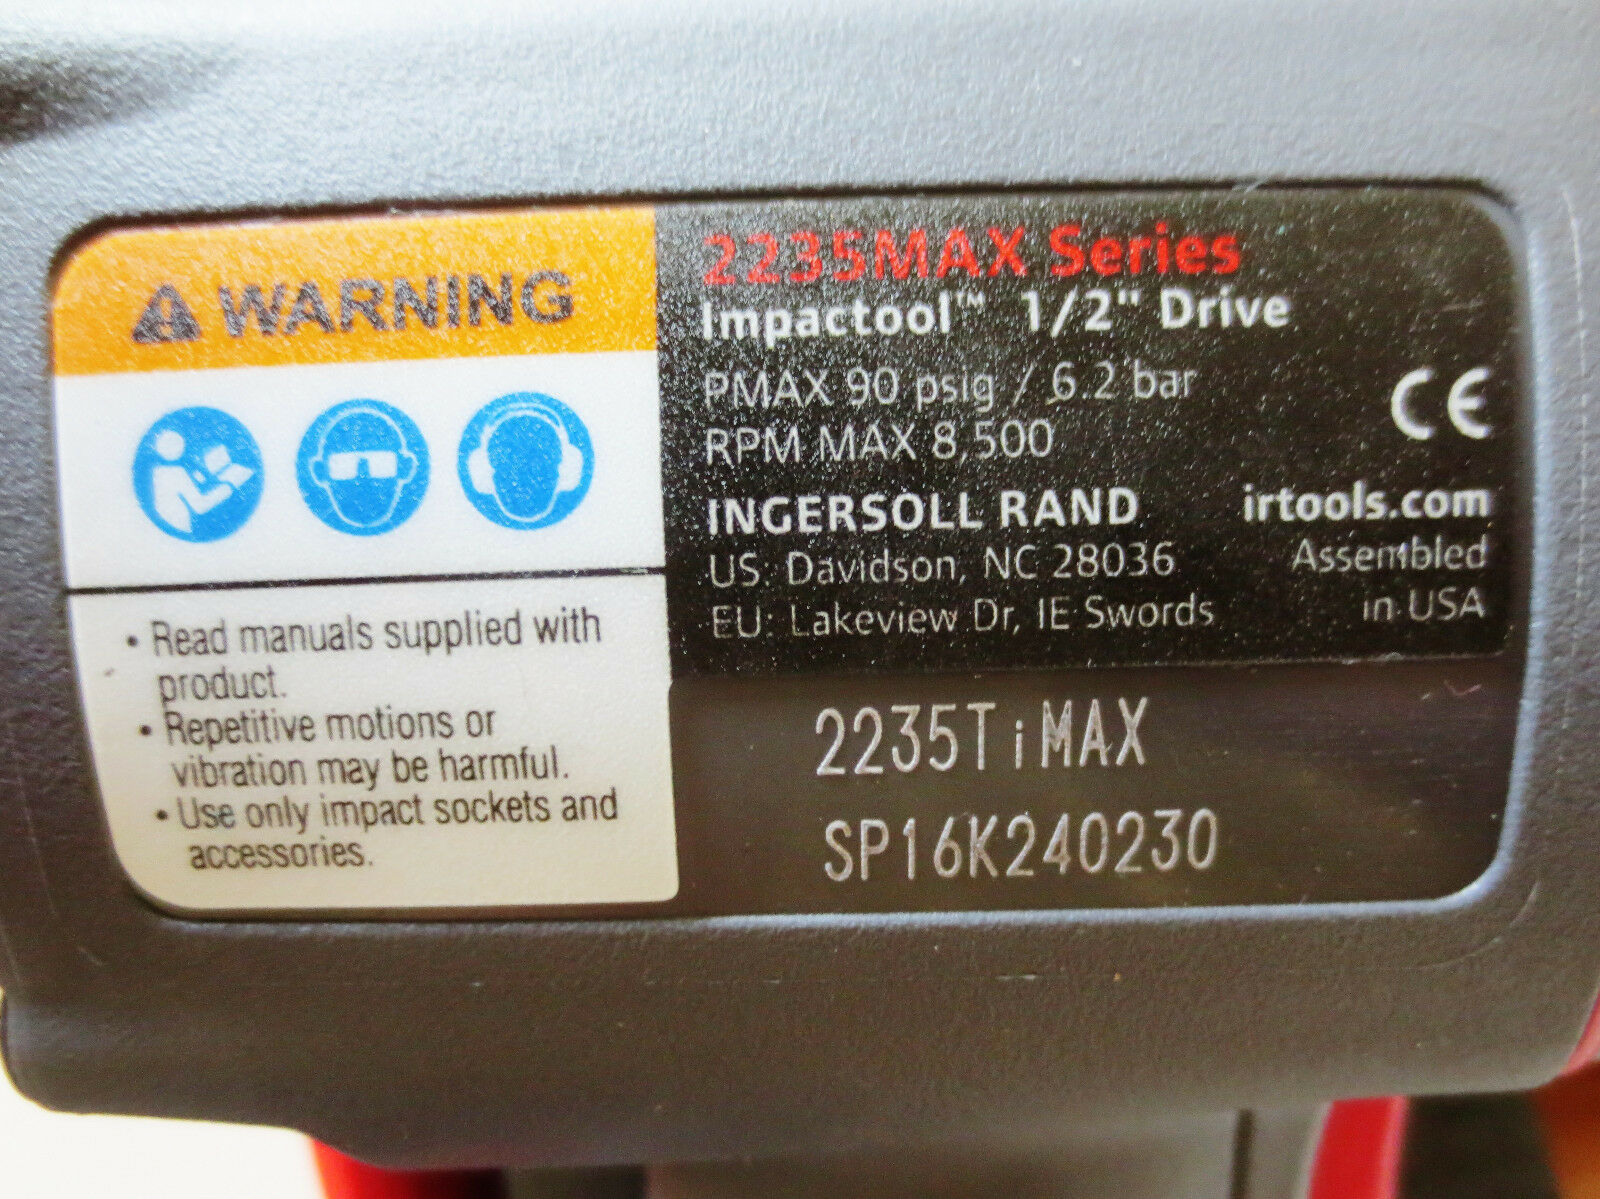 WARNING
• Read manuals supplied with
product.
• Repetitive motions or
vibration may be harmful.
• Use only impact sockets and
accessories.
2235MAX Series
Impactool™ 1/2" Drive
PMAX 90 psig / 6.2 bar
RPM MAX 8,500
CE
INGERSOLL RAND
US: Davidson, NC 28036
EU: Lakeview Dr, IE Swords
irtools.com
Assembled
in USA
2235TiMAX
SP16K240230